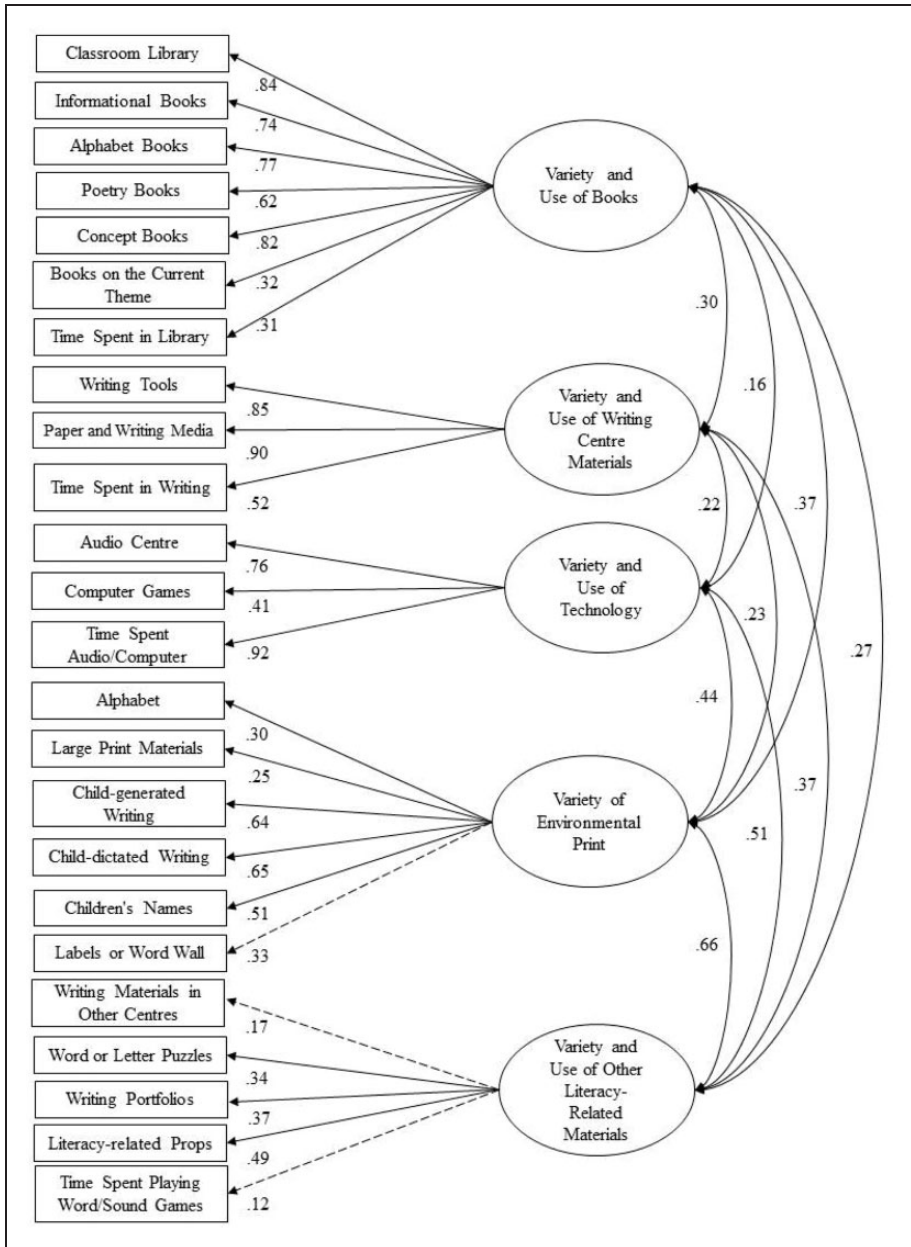 Classroom Library
.84
Informational Books
.74
Alphabet Books
.77
Poetry Books
.62
Concept Books
.82
Books on the Current
Theme
.32
Time Spent in Library
.31
Variety and
Use of Books
Writing Tools
.85
Paper and Writing Media
.90
Time Spent in Writing
.52
Variety and
Use of Writing
Centre
Materials
Audio Centre
.76
Computer Games
.41
Time Spent
Audio/Computer
.92
Variety and
Use of
Technology
Alphabet
.30
Large Print Materials
.25
Child-generated
Writing
.64
Child-dictated Writing
.65
Children's Names
.51
Labels or Word Wall
.33
Variety of
Environmental
Print
Writing Materials in
Other Centres
.17
Word or Letter Puzzles
.34
Writing Portfolios
.37
Literacy-related Props
.49
Time Spent Playing
Word/Sound Games
.12
Variety and
Use of Other
Literacy-
Related
Materials
.30
.16
.22
.37
.23
.27
.44
.37
.51
.66